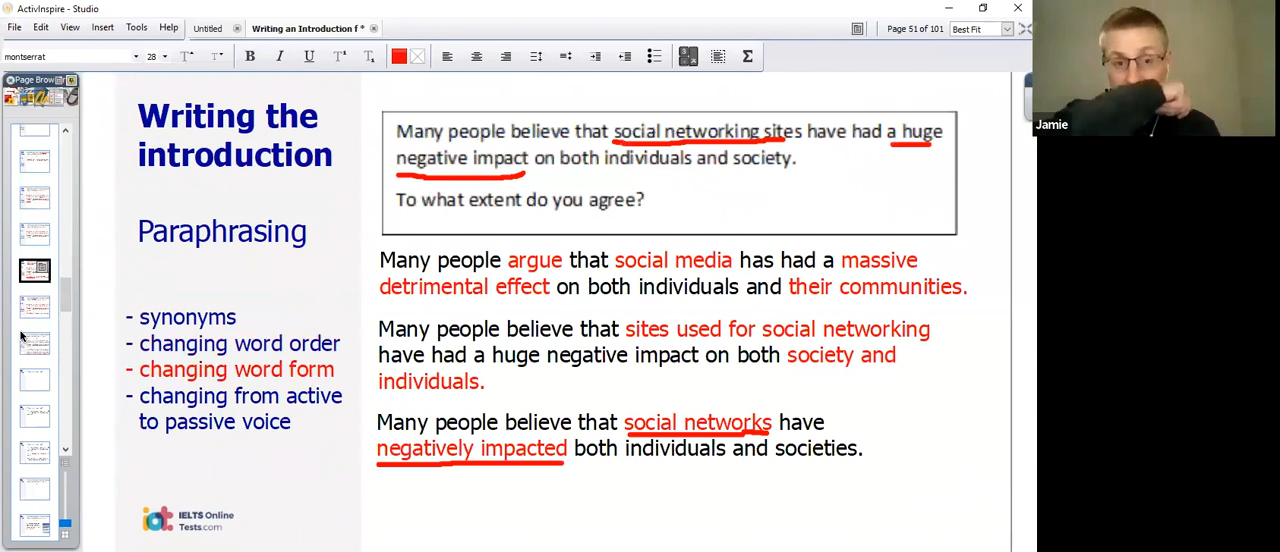 ActivInspire - Studio
File Edit View Insert Tools Help
Untitled
Writing an Introduction f *
Page 51 of 101
Best Fit
montserrat
28
B I U
Page Brow
Writing the
introduction
Paraphrasing
- synonyms
- changing word order
- changing word form
- changing from active
to passive voice
iot IELTS Online
Tests.com
Many people believe that social networking sites have had a huge
negative impact on both individuals and society.
To what extent do you agree?
Many people argue that social media has had a massive
detrimental effect on both individuals and their communities.
Many people believe that sites used for social networking
have had a huge negative impact on both society and
individuals.
Many people believe that social networks have
negatively impacted both individuals and societies.
Jamie